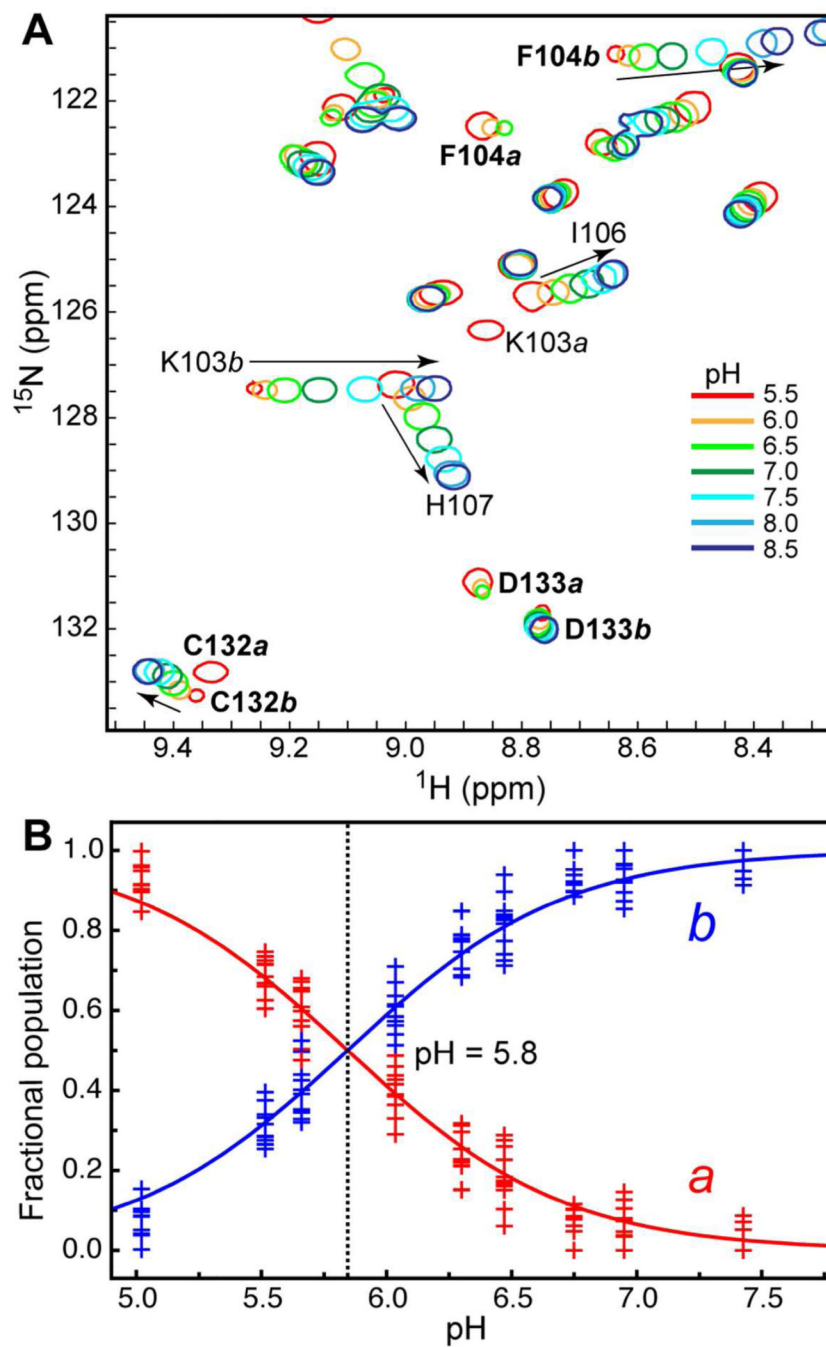 A
F104b
122
F104a
124
I106
126
K103a
K103b
pH
5.5
128
6.0
6.5
7.0
H107
7.5
130
8.0
8.5
D133a
132
D133b
C132a
C132b
9.4 9.2 9.0 8.8 8.6 8.4
¹H (ppm)
¹⁵N (ppm)
B
1.0
b
0.8
0.6
pH = 5.8
0.4
0.2
a
0.0
5.0 5.5 6.0 6.5 7.0 7.5
pH
Fractional population